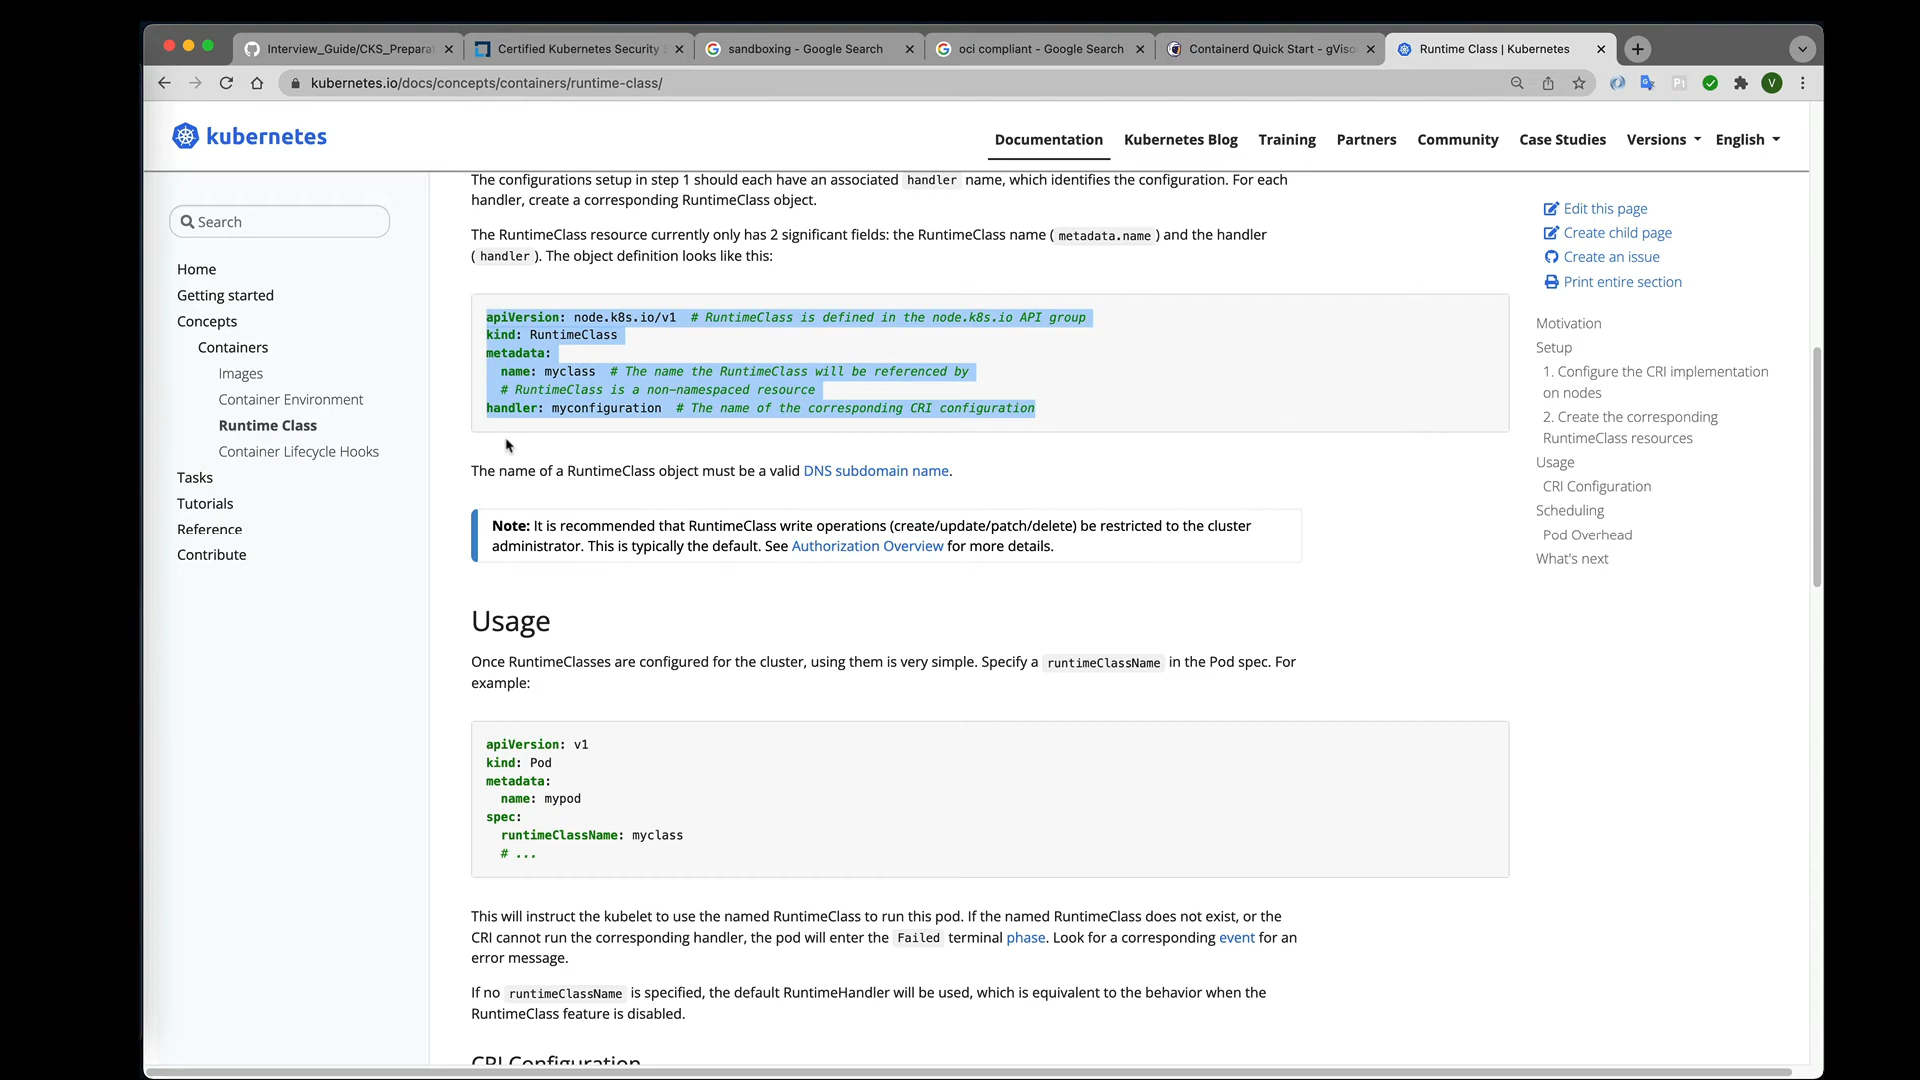 Interview_Guide/CKS_Prepara
Certified Kubernetes Security
sandboxing - Google Search
oci compliant - Google Search
Containerd Quick Start - gViso
Runtime Class | Kubernetes
kubernetes.io/docs/concepts/containers/runtime-class/
V
kubernetes
Documentation
Kubernetes Blog
Training
Partners
Community
Case Studies
Versions
English
Search
Home
Getting started
Concepts
Containers
Images
Container Environment
Runtime Class
Container Lifecycle Hooks
Tasks
Tutorials
Reference
Contribute
The configurations setup in step 1 should each have an associated handler name, which identifies the configuration. For each
handler, create a corresponding RuntimeClass object.
The RuntimeClass resource currently only has 2 significant fields: the RuntimeClass name ( metadata.name ) and the handler
( handler ). The object definition looks like this:
apiVersion: node.k8s.io/v1  # RuntimeClass is defined in the node.k8s.io API group
kind: RuntimeClass
metadata:
  name: myclass  # The name the RuntimeClass will be referenced by
  # RuntimeClass is a non-namespaced resource
handler: myconfiguration  # The name of the corresponding CRI configuration
The name of a RuntimeClass object must be a valid DNS subdomain name.
Note: It is recommended that RuntimeClass write operations (create/update/patch/delete) be restricted to the cluster
administrator. This is typically the default. See Authorization Overview for more details.
Usage
Once RuntimeClasses are configured for the cluster, using them is very simple. Specify a runtimeClassName in the Pod spec. For
example:
apiVersion: v1
kind: Pod
metadata:
  name: mypod
spec:
  runtimeClassName: myclass
  # ...
This will instruct the kubelet to use the named RuntimeClass to run this pod. If the named RuntimeClass does not exist, or the
CRI cannot run the corresponding handler, the pod will enter the Failed terminal phase. Look for a corresponding event for an
error message.
If no runtimeClassName is specified, the default RuntimeHandler will be used, which is equivalent to the behavior when the
RuntimeClass feature is disabled.
CRI Configuration
Edit this page
Create child page
Create an issue
Print entire section
Motivation
Setup
1. Configure the CRI implementation
on nodes
2. Create the corresponding
RuntimeClass resources
Usage
CRI Configuration
Scheduling
Pod Overhead
What's next